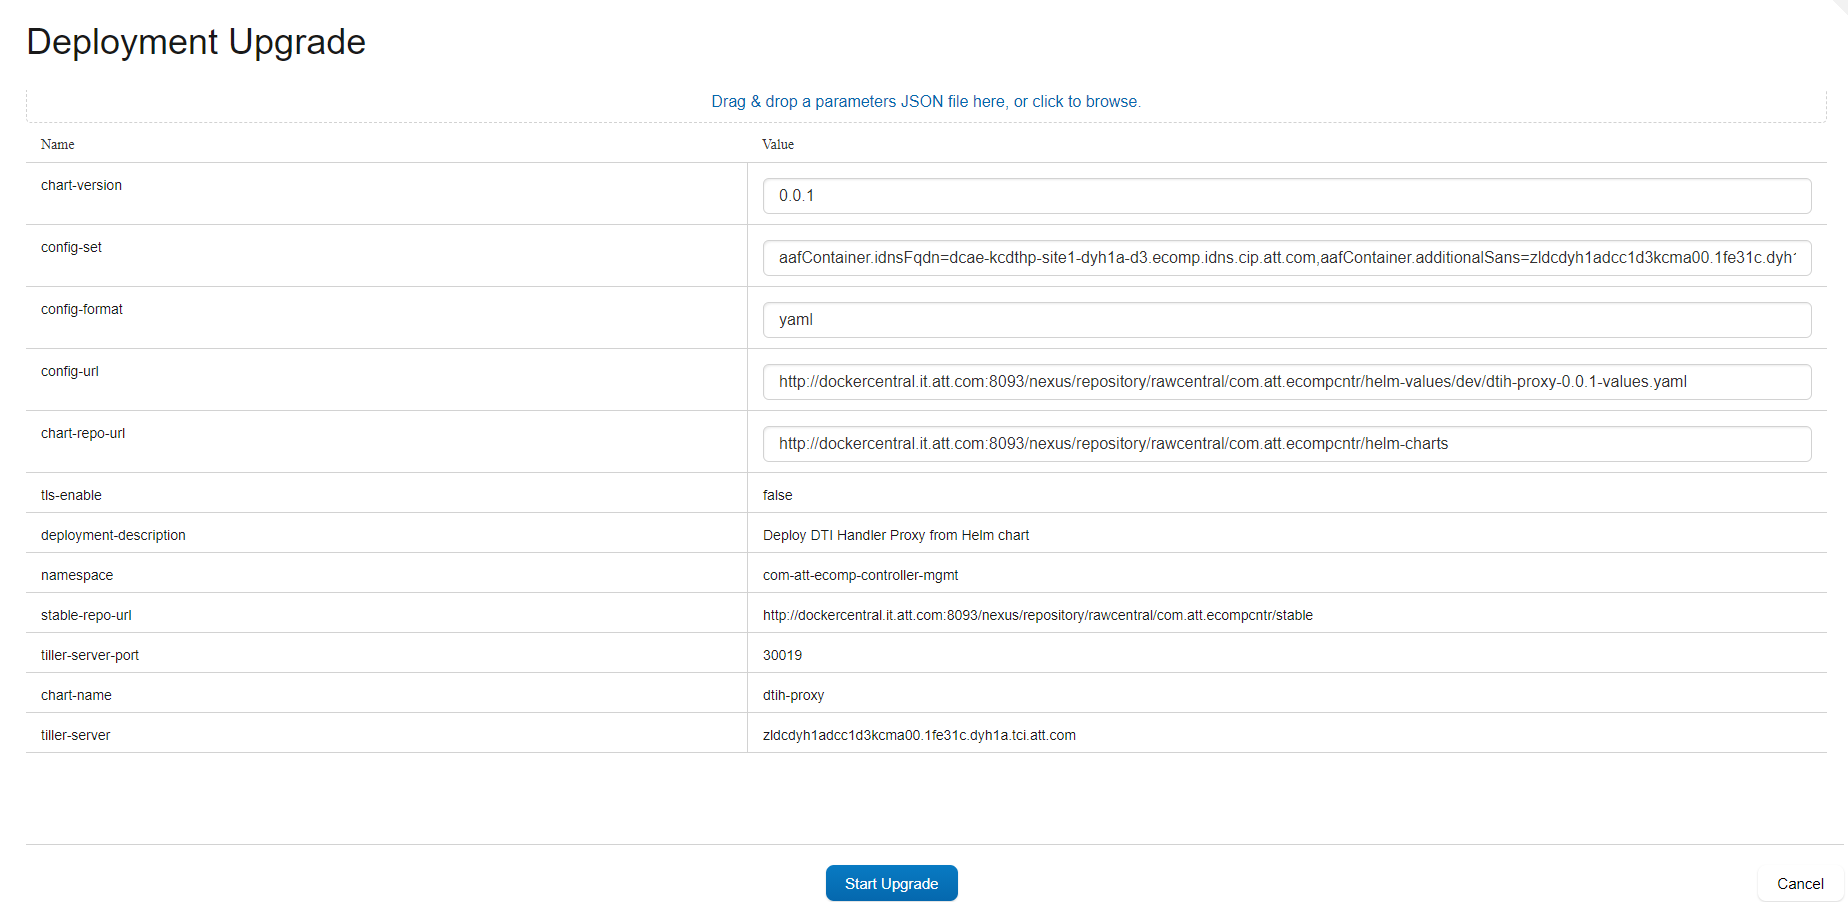 Deployment Upgrade
Drag & drop a parameters JSON file here, or click to browse.
Name Value
chart-version 0.0.1
config-set aafContainer.idnsFqdn=dcae-kcdthp-site1-dyh1a-d3.ecomp.idns.cip.att.com,aafContainer.additionalSans=zldcdyh1adcc1d3kcma00.1fe31c.dyh1
config-format yaml
config-url http://dockercentral.it.att.com:8093/nexus/repository/rawcentral/com.att.ecompcntr/helm-values/dev/dtih-proxy-0.0.1-values.yaml
chart-repo-url http://dockercentral.it.att.com:8093/nexus/repository/rawcentral/com.att.ecompcntr/helm-charts
tls-enable false
deployment-description Deploy DTI Handler Proxy from Helm chart
namespace com-att-ecomp-controller-mgmt
stable-repo-url http://dockercentral.it.att.com:8093/nexus/repository/rawcentral/com.att.ecompcntr/stable
tiller-server-port 30019
chart-name dtih-proxy
tiller-server zldcdyh1adcc1d3kcma00.1fe31c.dyh1a.tci.att.com
Start Upgrade Cancel